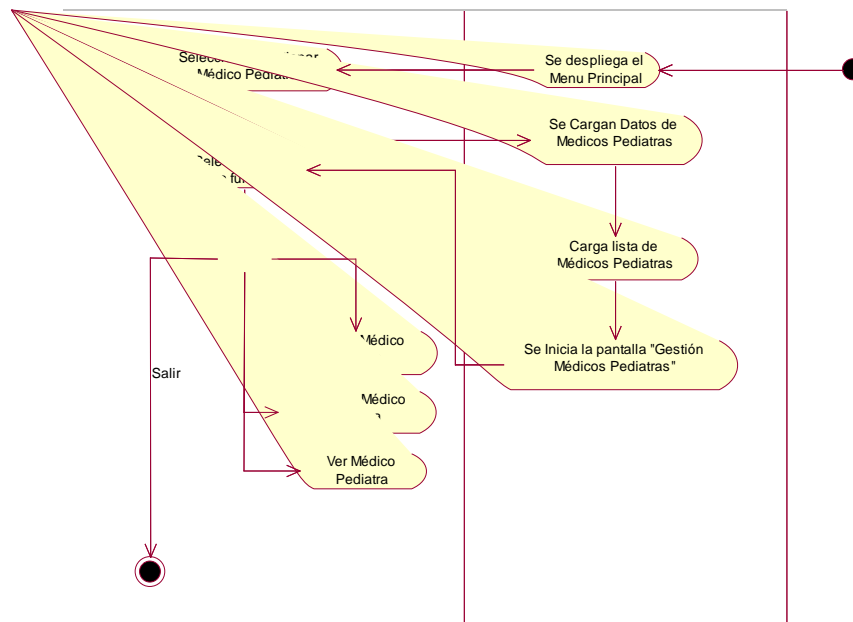 Se despliega el
Menu Principal
Médico
Se Cargan Datos de
Medicos Pediatras
Carga lista de
Médicos Pediatras
Se Inicia la pantalla "Gestión
Médicos Pediatras"
Médico
Salir
Médico
Ver Médico
Pediatra